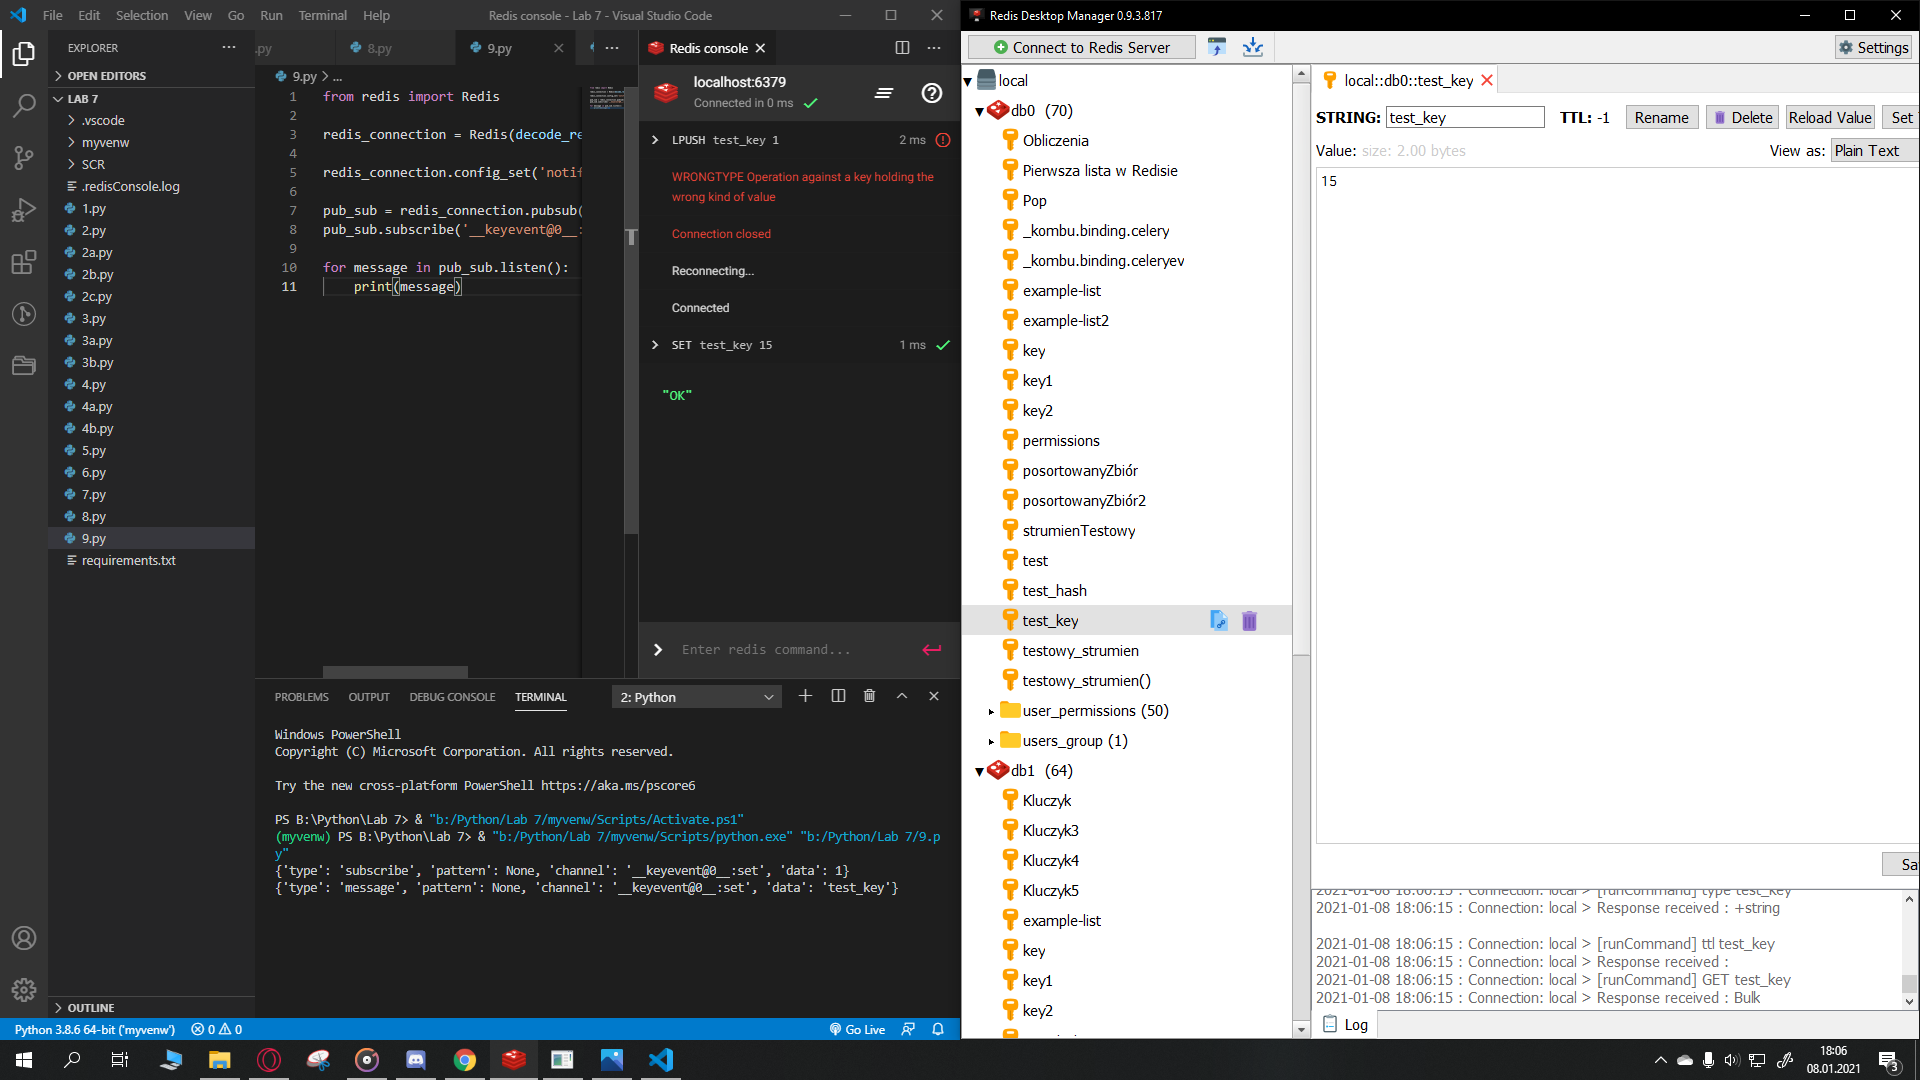 File Edit Selection View Go Run Terminal Help
Redis console - Lab 7 - Visual Studio Code
EXPLORER
OPEN EDITORS
LAB 7
.vscode
myvenw
SCR
.redisConsole.log
1.py
2.py
2a.py
2b.py
2c.py
3.py
3a.py
3b.py
4.py
4a.py
4b.py
5.py
6.py
7.py
8.py
9.py
requirements.txt
OUTLINE
.py
8.py
9.py
9.py > ...
1 from redis import Redis
2
3 redis_connection = Redis(decode_re
4
5 redis_connection.config_set('notif
6
7 pub_sub = redis_connection.pubsub(
8 pub_sub.subscribe('__keyevent@0__:
9
10 for message in pub_sub.listen():
11 print(message)
Redis console
localhost:6379
Connected in 0 ms
LPUSH test_key 1 2 ms
WRONGTYPE Operation against a key holding the
wrong kind of value
Connection closed
Reconnecting...
Connected
SET test_key 15 1 ms
"OK"
Enter redis command...
PROBLEMS OUTPUT DEBUG CONSOLE TERMINAL 2: Python
Windows PowerShell
Copyright (C) Microsoft Corporation. All rights reserved.
Try the new cross-platform PowerShell https://aka.ms/pscore6
PS B:\Python\Lab 7> & "b:/Python/Lab 7/myvenw/Scripts/Activate.ps1"
(myvenw) PS B:\Python\Lab 7> & "b:/Python/Lab 7/myvenw/Scripts/python.exe" "b:/Python/Lab 7/9.p
y"
{'type': 'subscribe', 'pattern': None, 'channel': '__keyevent@0__:set', 'data': 1}
{'type': 'message', 'pattern': None, 'channel': '__keyevent@0__:set', 'data': 'test_key'}
Python 3.8.6 64-bit ('myvenw') 0 0 Go Live
Redis Desktop Manager 0.9.3.817
Connect to Redis Server
Settings
local
db0 (70)
Obliczenia
Pierwsza lista w Redisie
Pop
_kombu.binding.celery
_kombu.binding.celeryev
example-list
example-list2
key
key1
key2
permissions
posortowanyZbiór
posortowanyZbiór2
strumienTestowy
test
test_hash
test_key
testowy_strumien
testowy_strumien()
user_permissions (50)
users_group (1)
db1 (64)
Kluczyk
Kluczyk3
Kluczyk4
Kluczyk5
example-list
key
key1
key2
local::db0::test_key
STRING: test_key TTL: -1 Rename Delete Reload Value Set
Value: size: 2.00 bytes View as: Plain Text
15
Sa
2021-01-08 18:06:15 : Connection: local > [runCommand] type test_key
2021-01-08 18:06:15 : Connection: local > Response received : +string
2021-01-08 18:06:15 : Connection: local > [runCommand] ttl test_key
2021-01-08 18:06:15 : Connection: local > Response received :
2021-01-08 18:06:15 : Connection: local > [runCommand] GET test_key
2021-01-08 18:06:15 : Connection: local > Response received : Bulk
Log
18:06
08.01.2021
3